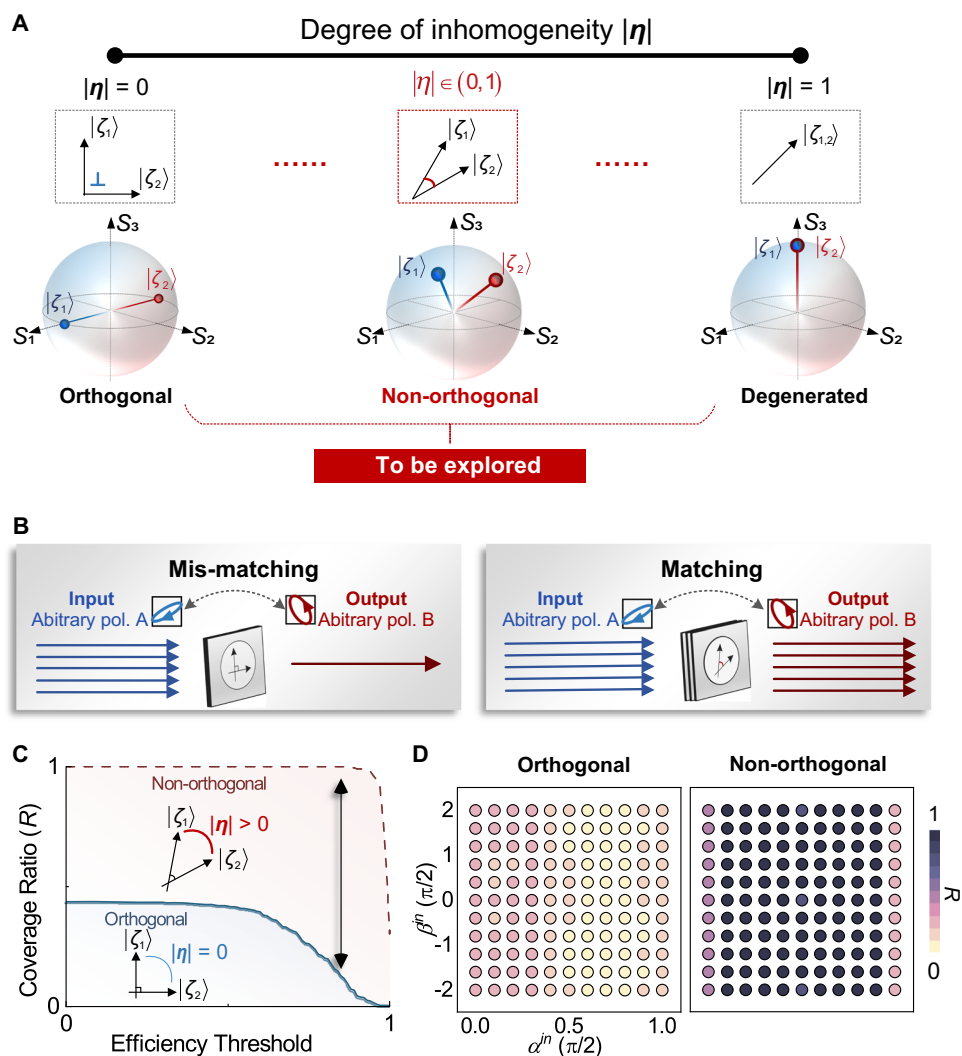 A
Degree of inhomogeneity |η|
|η| = 0
|η| ∈ (0, 1)
|η| = 1
|ζ₁⟩
⊥
|ζ₂⟩
......
|ζ₁⟩
|ζ₂⟩
......
|ζ₁,₂⟩
S₃
|ζ₁⟩
|ζ₂⟩
S₁
S₂
S₃
|ζ₁⟩
|ζ₂⟩
S₁
S₂
S₃
|ζ₁⟩
|ζ₂⟩
S₁
S₂
Orthogonal
Non-orthogonal
Degenerated
To be explored
B
Mis-matching
Input
Abitrary pol. A
Output
Abitrary pol. B
Matching
Input
Abitrary pol. A
Output
Abitrary pol. B
C
Coverage Ratio (R)
1
0
Non-orthogonal
|ζ₁⟩
|η| > 0
|ζ₂⟩
Orthogonal
|ζ₁⟩
|η| = 0
|ζ₂⟩
0
1
Efficiency Threshold
D
Orthogonal
Non-orthogonal
βⁱⁿ (π/2)
2
1
0
-1
-2
0.0
0.5
1.0
αⁱⁿ (π/2)
1
R
0